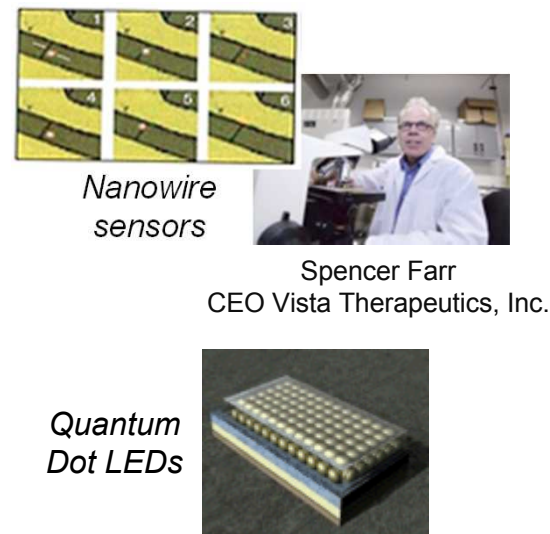 1 2 3
4 5 6
Nanowire
sensors
Spencer Farr
CEO Vista Therapeutics, Inc.
Quantum
Dot LEDs